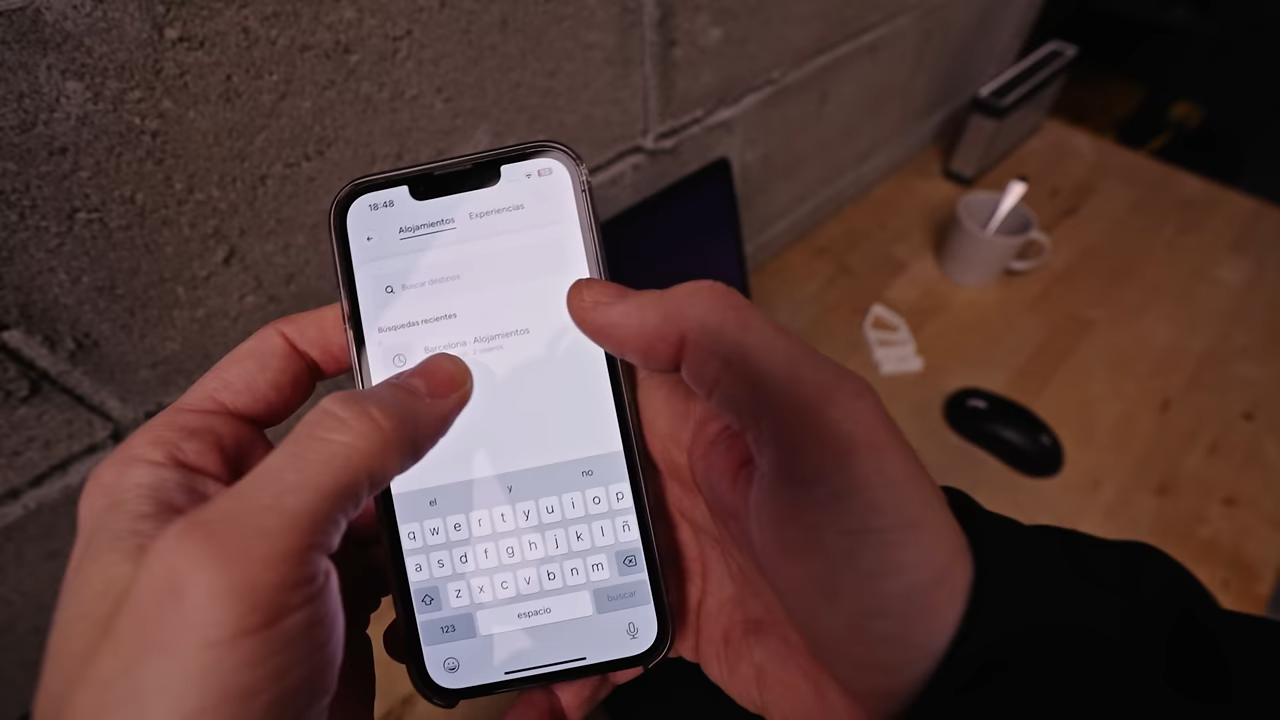 18:48
Alojamientos Experiencias
Buscar destinos
Búsquedas recientes
Barcelona · Alojamientos
el y no
q w e r t y u i o p
a s d f g h j k l ñ
z x c v b n m
123 espacio buscar